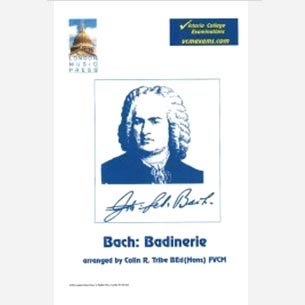 LONDON
MUSIC
PRESS
Victoria College
Examinations
vcmexams.com
Joh. Seb. Bach.
Bach: Badinerie
arranged by Colin R. Tribe BEd(Hons) FVCM